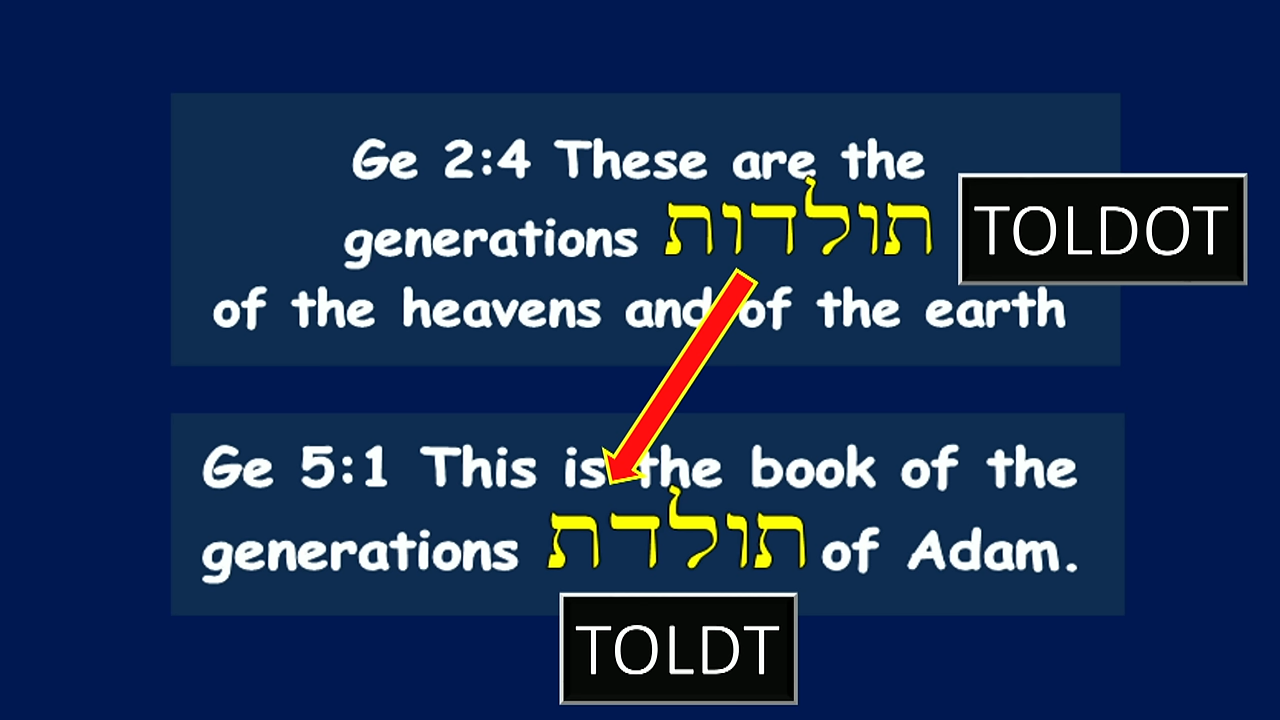 Ge 2:4 These are the
generations תולדות TOLDOT
of the heavens and of the earth
Ge 5:1 This is the book of the
generations תולדת of Adam.
TOLDT